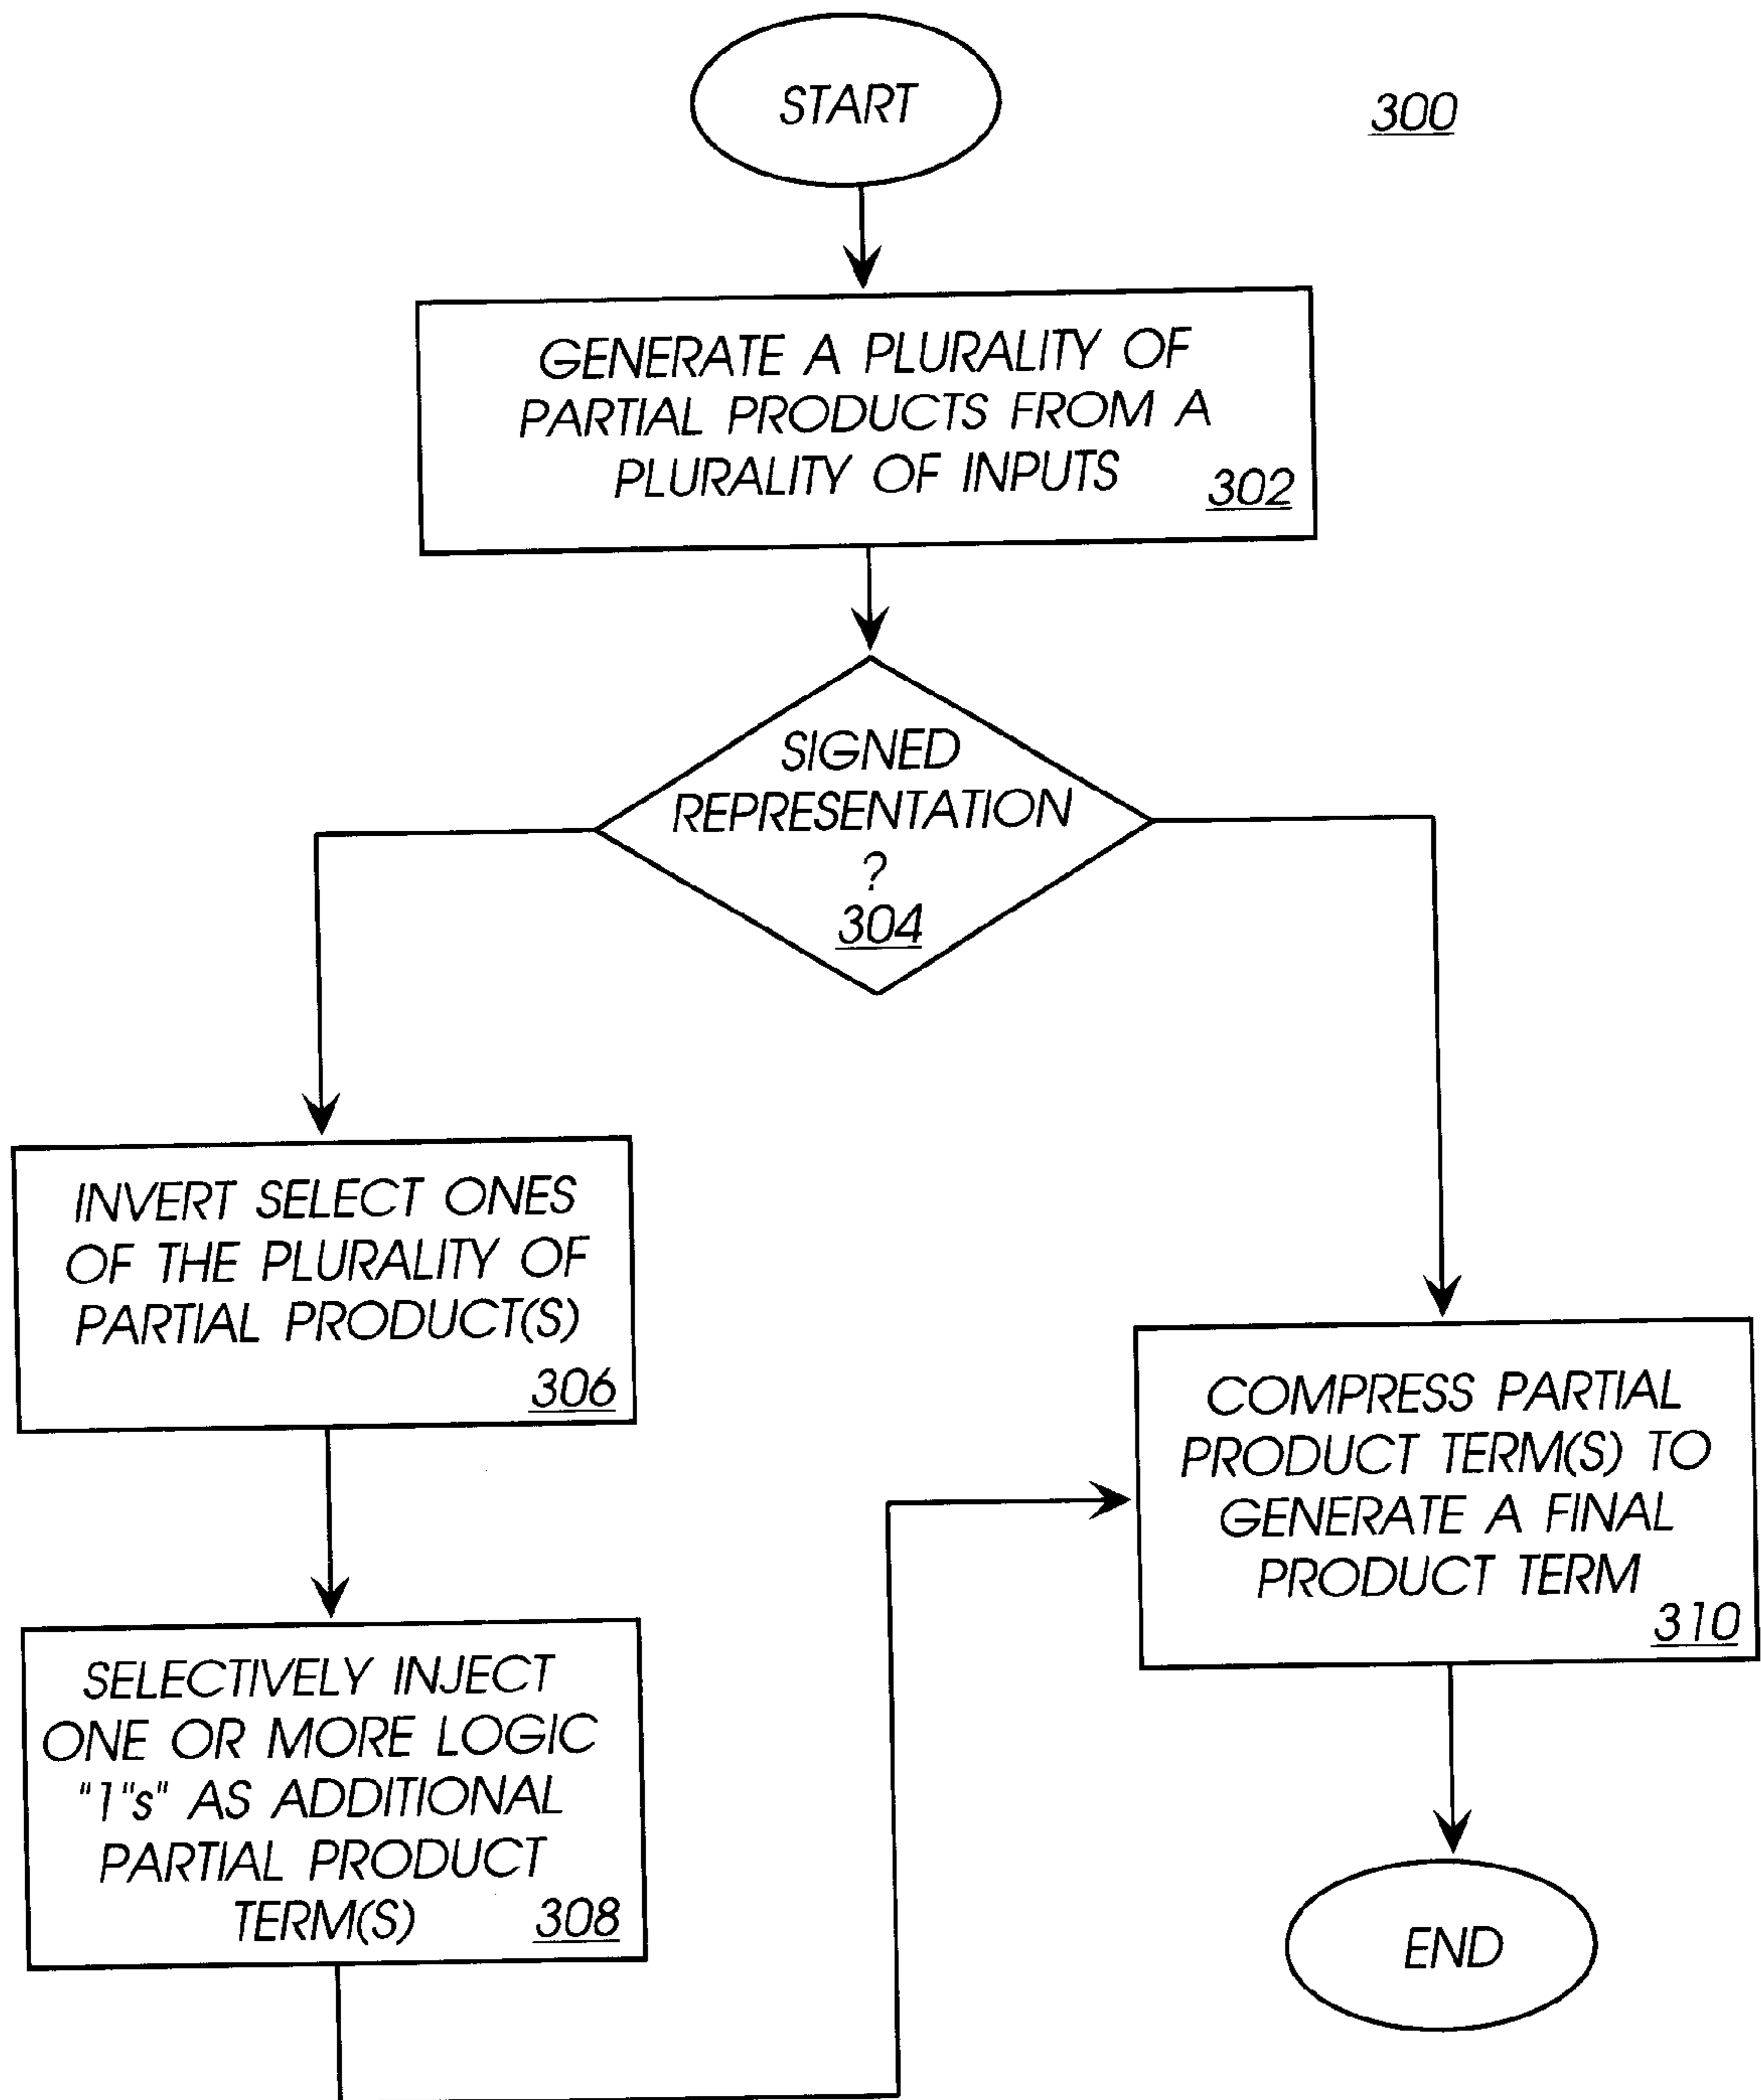 START
300
GENERATE A PLURALITY OF
PARTIAL PRODUCTS FROM A
PLURALITY OF INPUTS
302
SIGNED
REPRESENTATION
?
304
INVERT SELECT ONES
OF THE PLURALITY OF
PARTIAL PRODUCT(S)
306
SELECTIVELY INJECT
ONE OR MORE LOGIC
"1"s" AS ADDITIONAL
PARTIAL PRODUCT
TERM(S)
308
COMPRESS PARTIAL
PRODUCT TERM(S) TO
GENERATE A FINAL
PRODUCT TERM
310
END